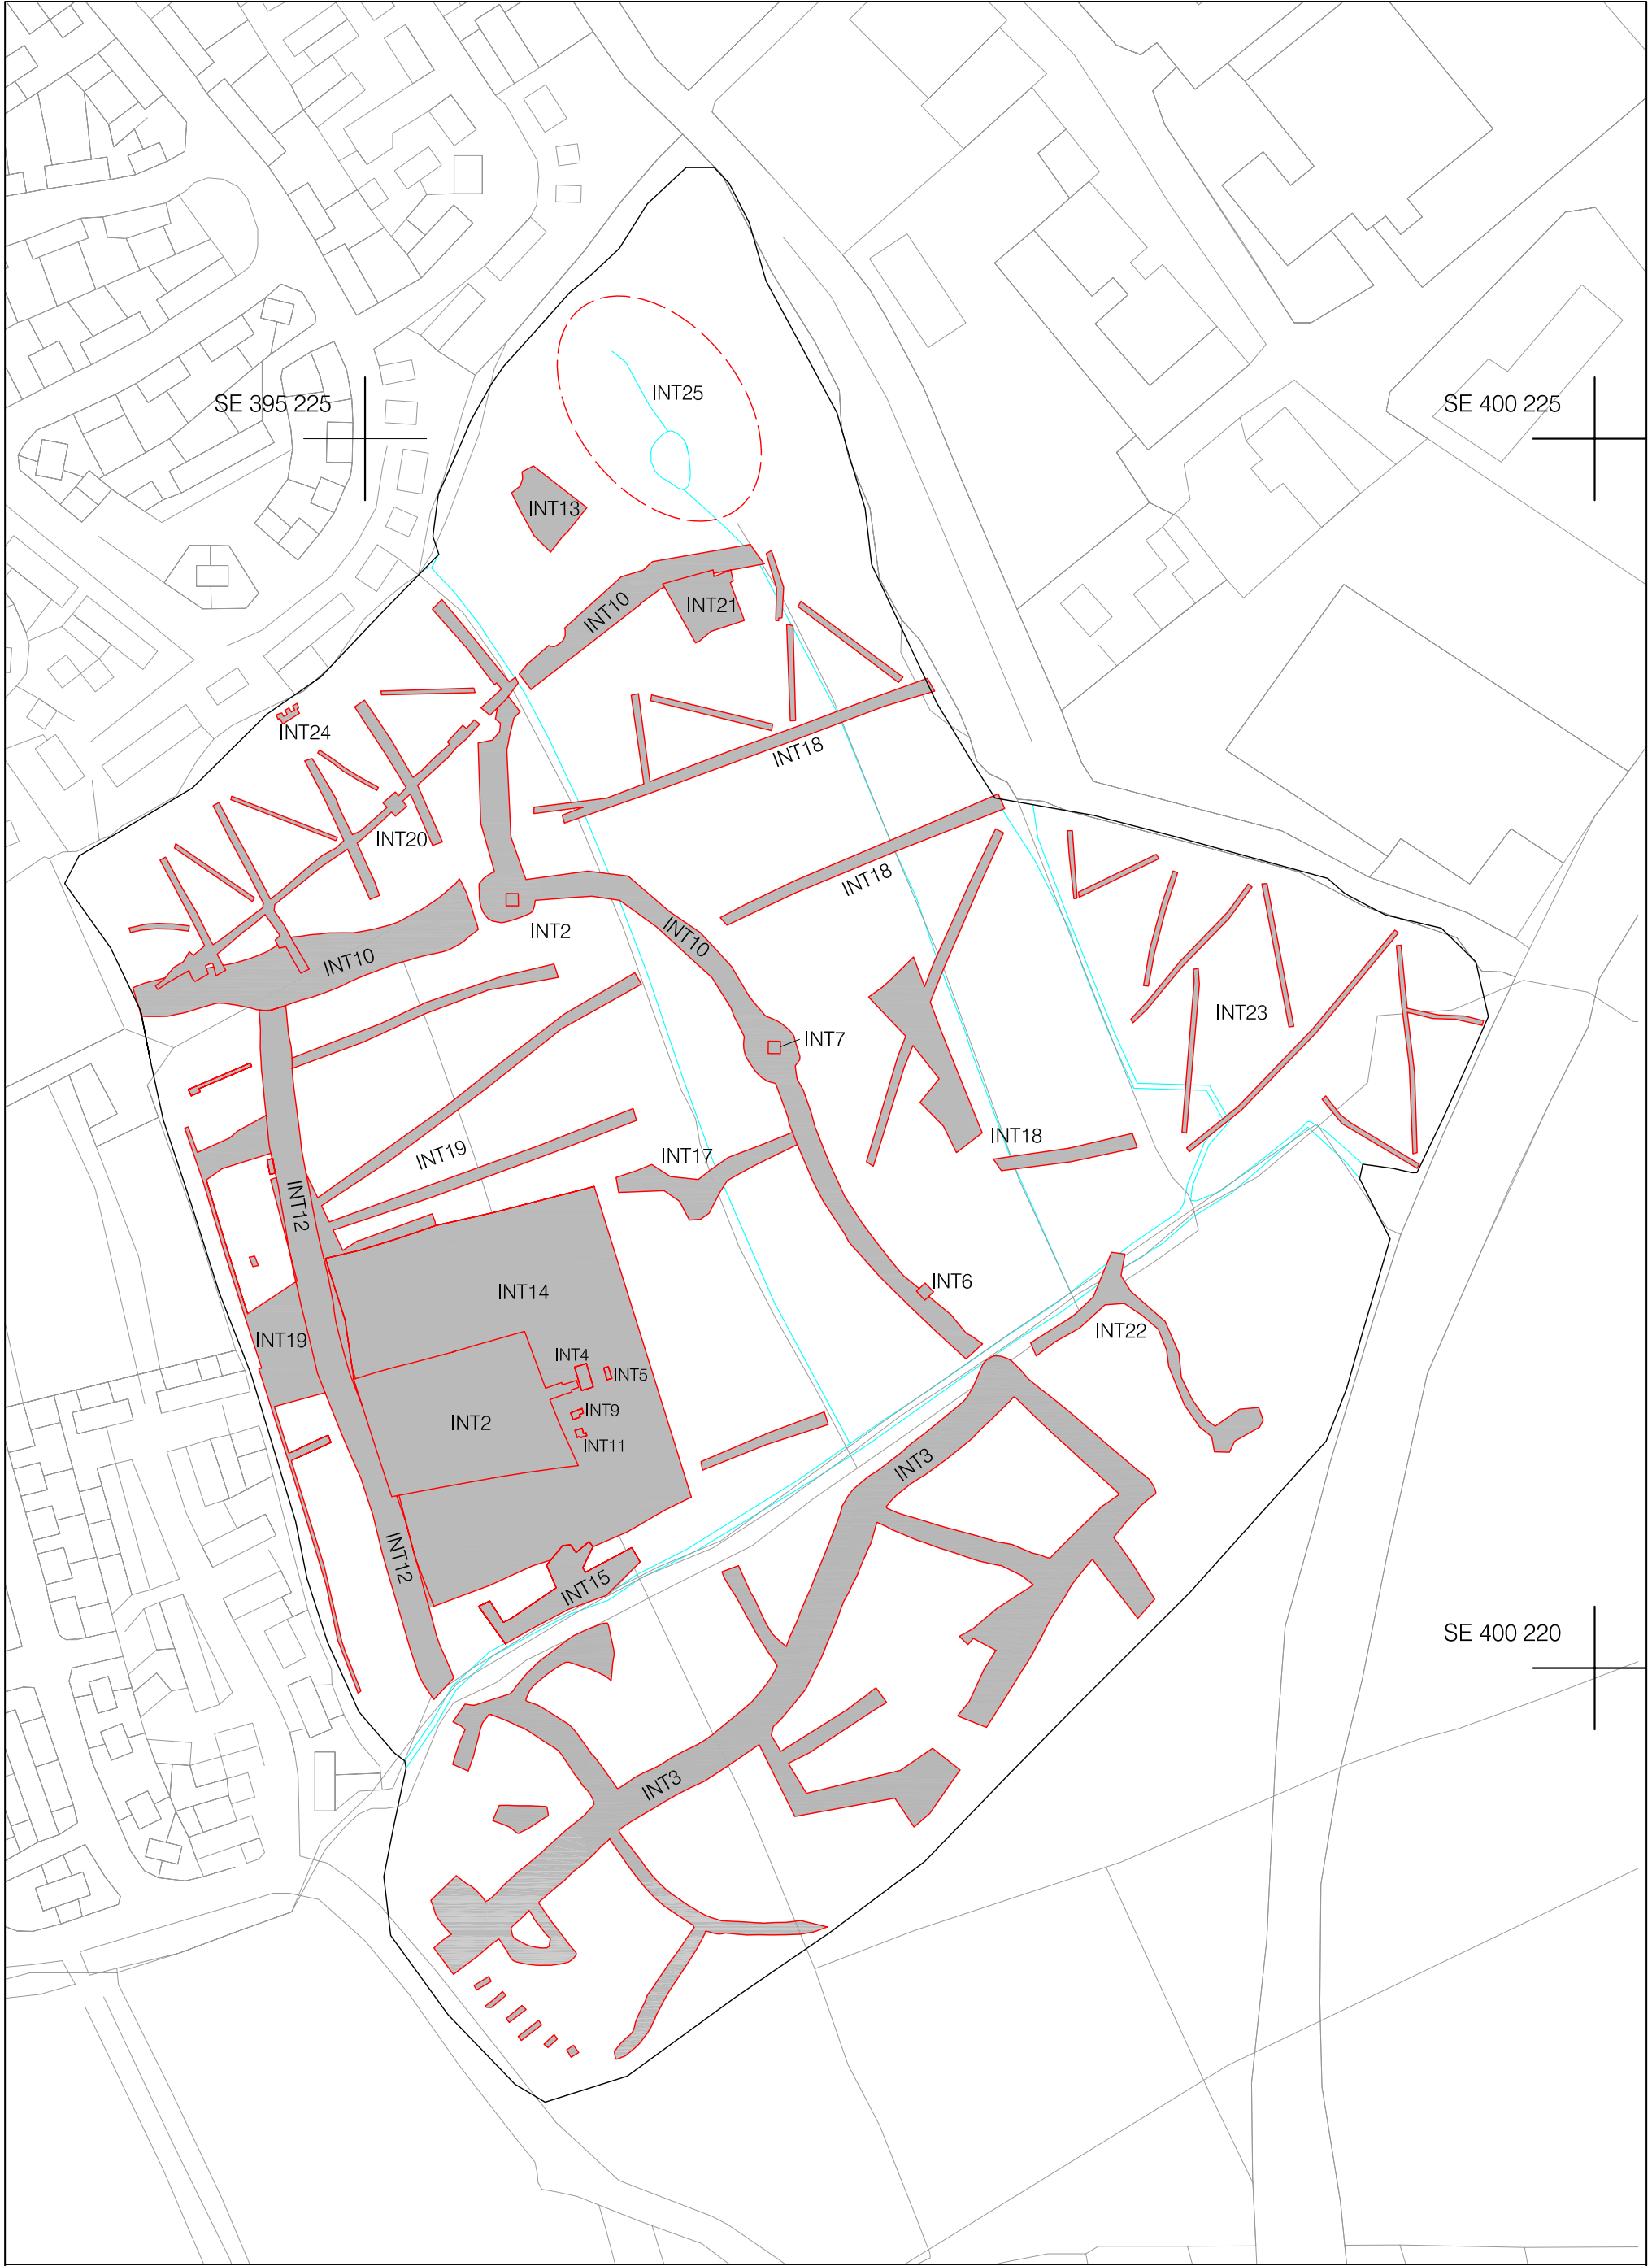 INT25
SE 395 225
SE 400 225
INT13
INT10
INT21
INT24
INT18
INT20
INT18
INT2
INT10
INT10
INT23
INT7
INT18
INT19
INT17
INT12
INT6
INT14
INT22
INT19
INT4
INT5
INT9
INT2
INT11
INT3
INT12
INT15
SE 400 220
INT3